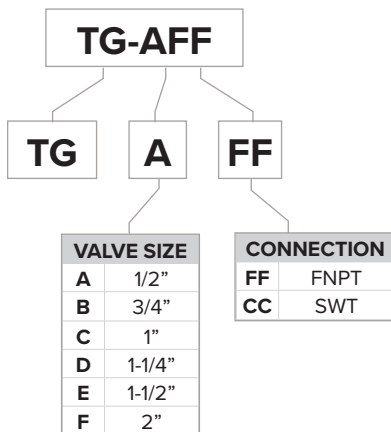 TG-AFF
TG A FF
VALVE SIZE
A 1/2”
B 3/4”
C 1”
D 1-1/4”
E 1-1/2”
F 2”
CONNECTION
FF FNPT
CC SWT